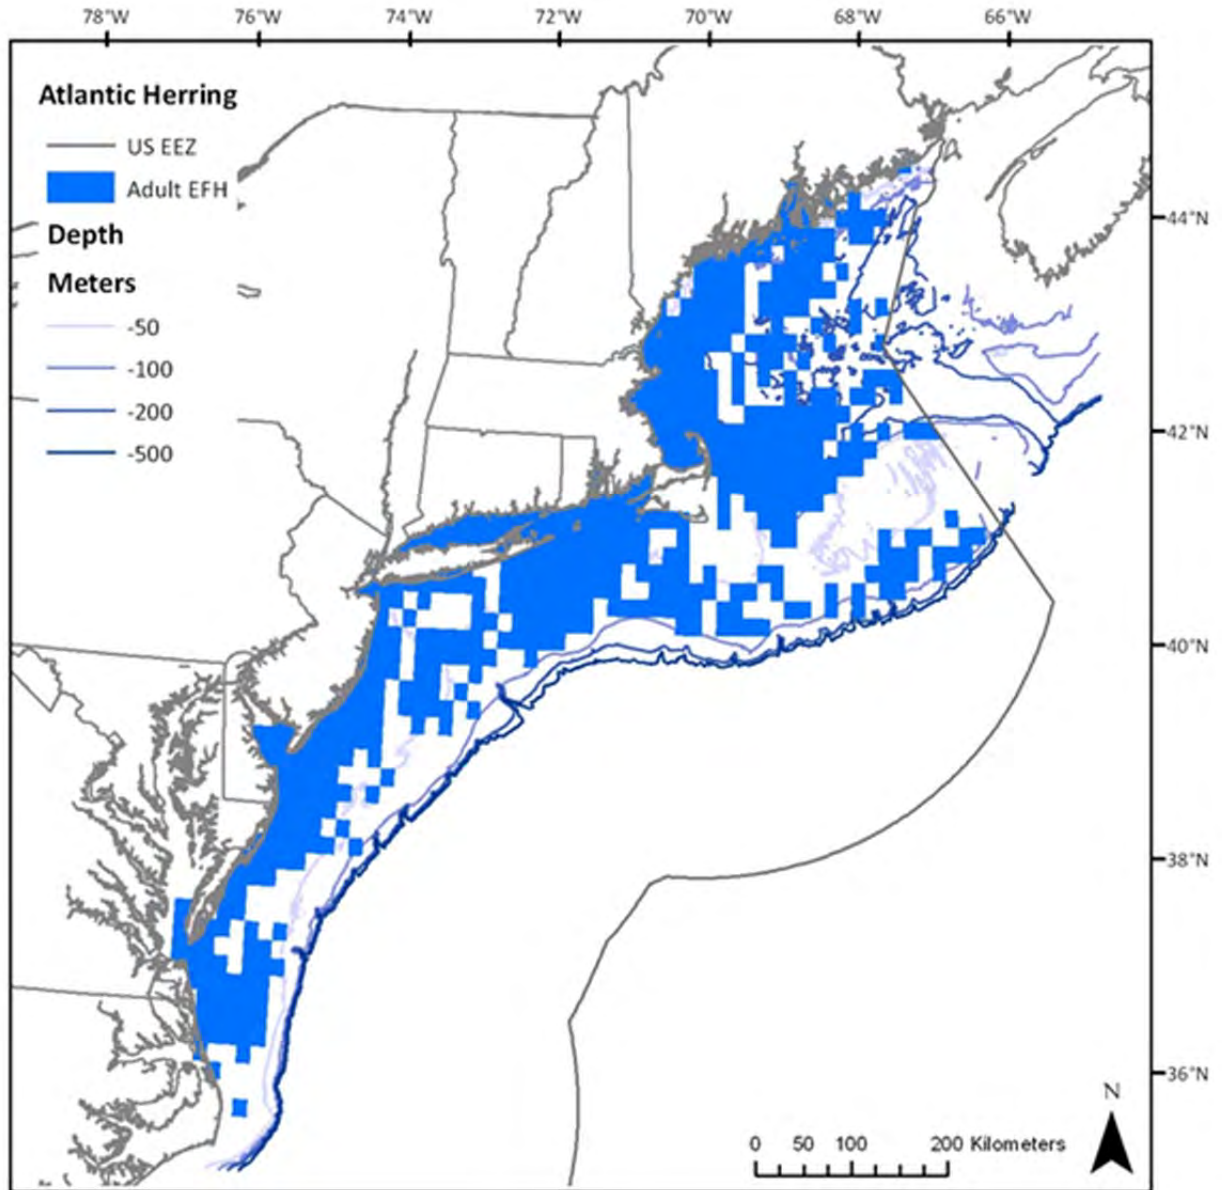 78°W 76°W 74°W 72°W 70°W 68°W 66°W
Atlantic Herring
US EEZ
Adult EFH
Depth
Meters
-50
-100
-200
-500
44°N
42°N
40°N
38°N
36°N
N
0 50 100 200 Kilometers